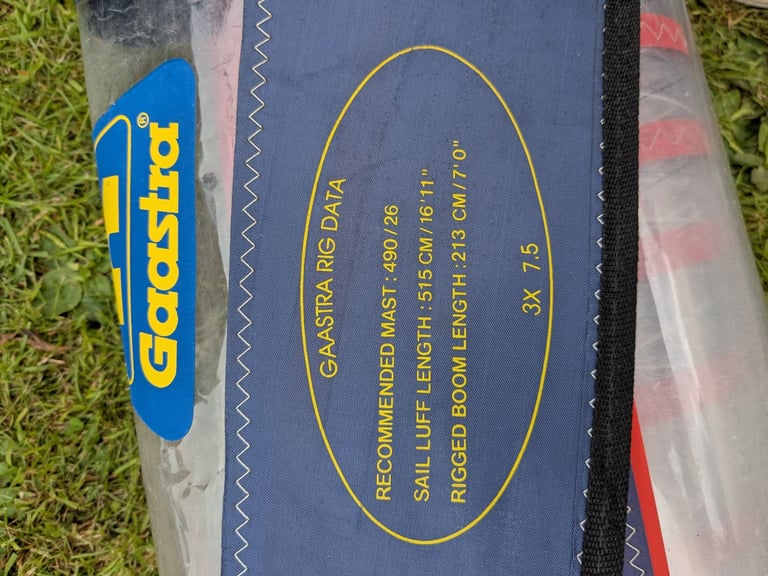 Gaastra®
GAASTRA RIG DATA
RECOMMENDED MAST : 490 / 26
SAIL LUFF LENGTH : 515 CM / 16'11"
RIGGED BOOM LENGTH : 213 CM / 7'0"
3X 7.5